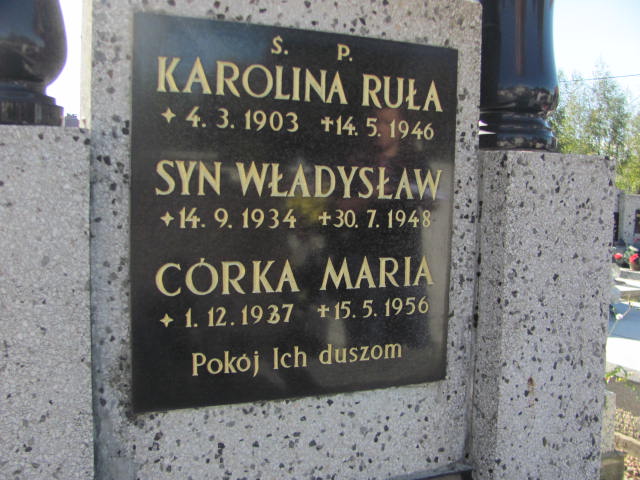 Ś. P.
KAROLINA RUŁA
✦ 4. 3. 1903 ✝14. 5. 1946
SYN WŁADYSŁAW
✦14. 9. 1934 ✝30. 7. 1948
CÓRKA MARIA
✦ 1. 12. 1937 ✝15. 5. 1956
Pokój Ich duszom